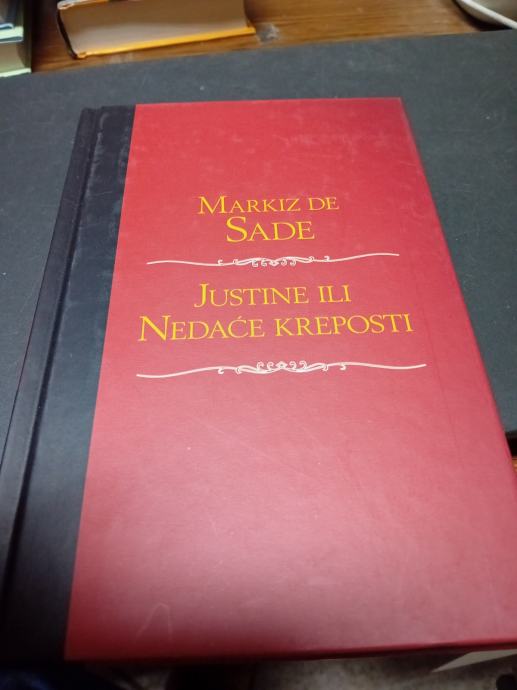 MARKIZ DE
SADE
JUSTINE ILI
NEDAĆE KREPOSTI